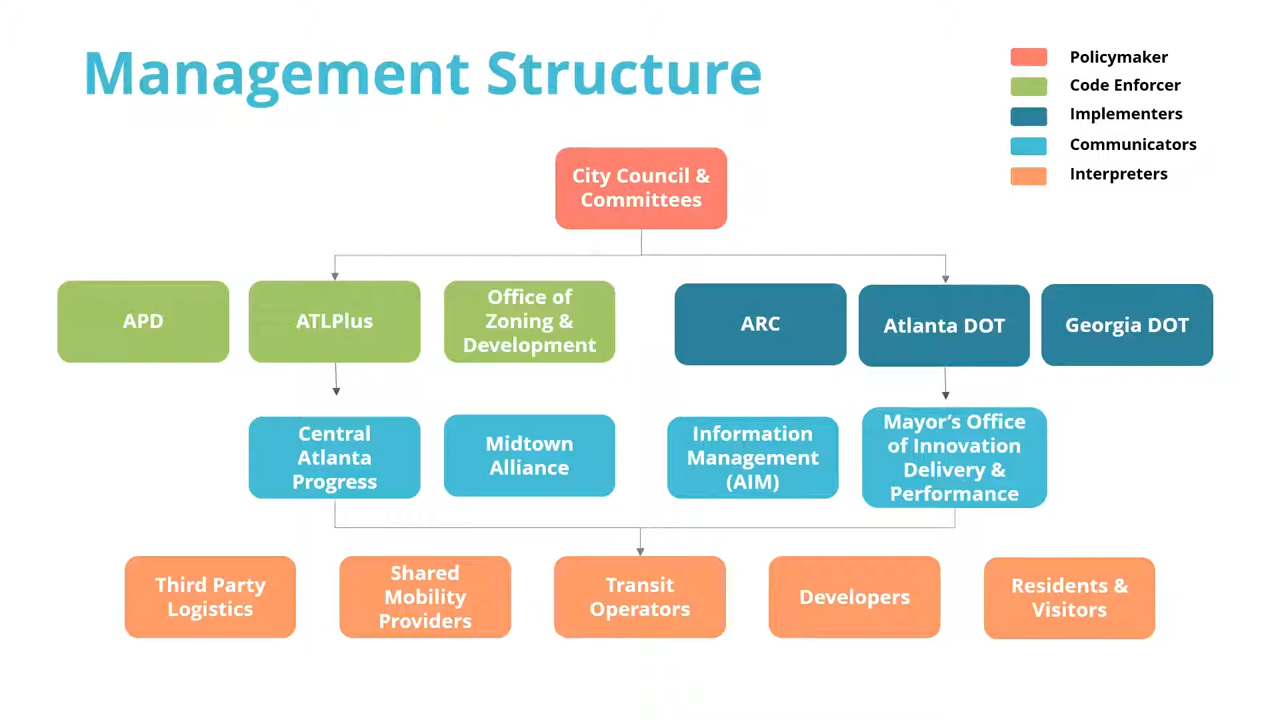 Management Structure
Policymaker
Code Enforcer
Implementers
Communicators
Interpreters
City Council &
Committees
APD
ATLPlus
Office of
Zoning &
Development
ARC
Atlanta DOT
Georgia DOT
Central
Atlanta
Progress
Midtown
Alliance
Information
Management
(AIM)
Mayor’s Office
of Innovation
Delivery &
Performance
Third Party
Logistics
Shared
Mobility
Providers
Transit
Operators
Developers
Residents &
Visitors